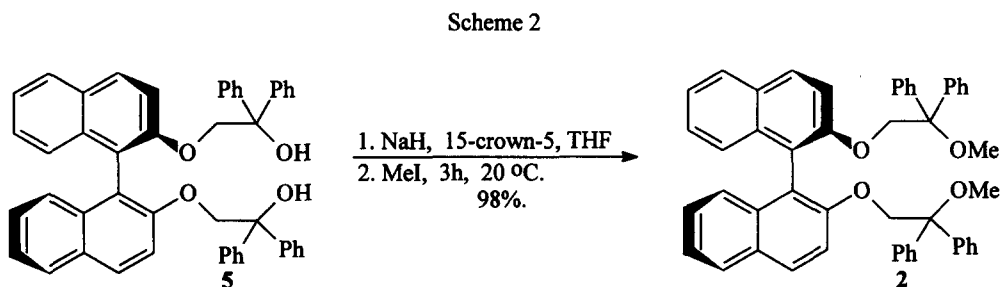 Scheme 2
Ph Ph
O OH
O OH
Ph Ph
5
1. NaH, 15-crown-5, THF
2. MeI, 3h, 20 °C.
98%.
Ph Ph
O OMe
O OMe
Ph Ph
2